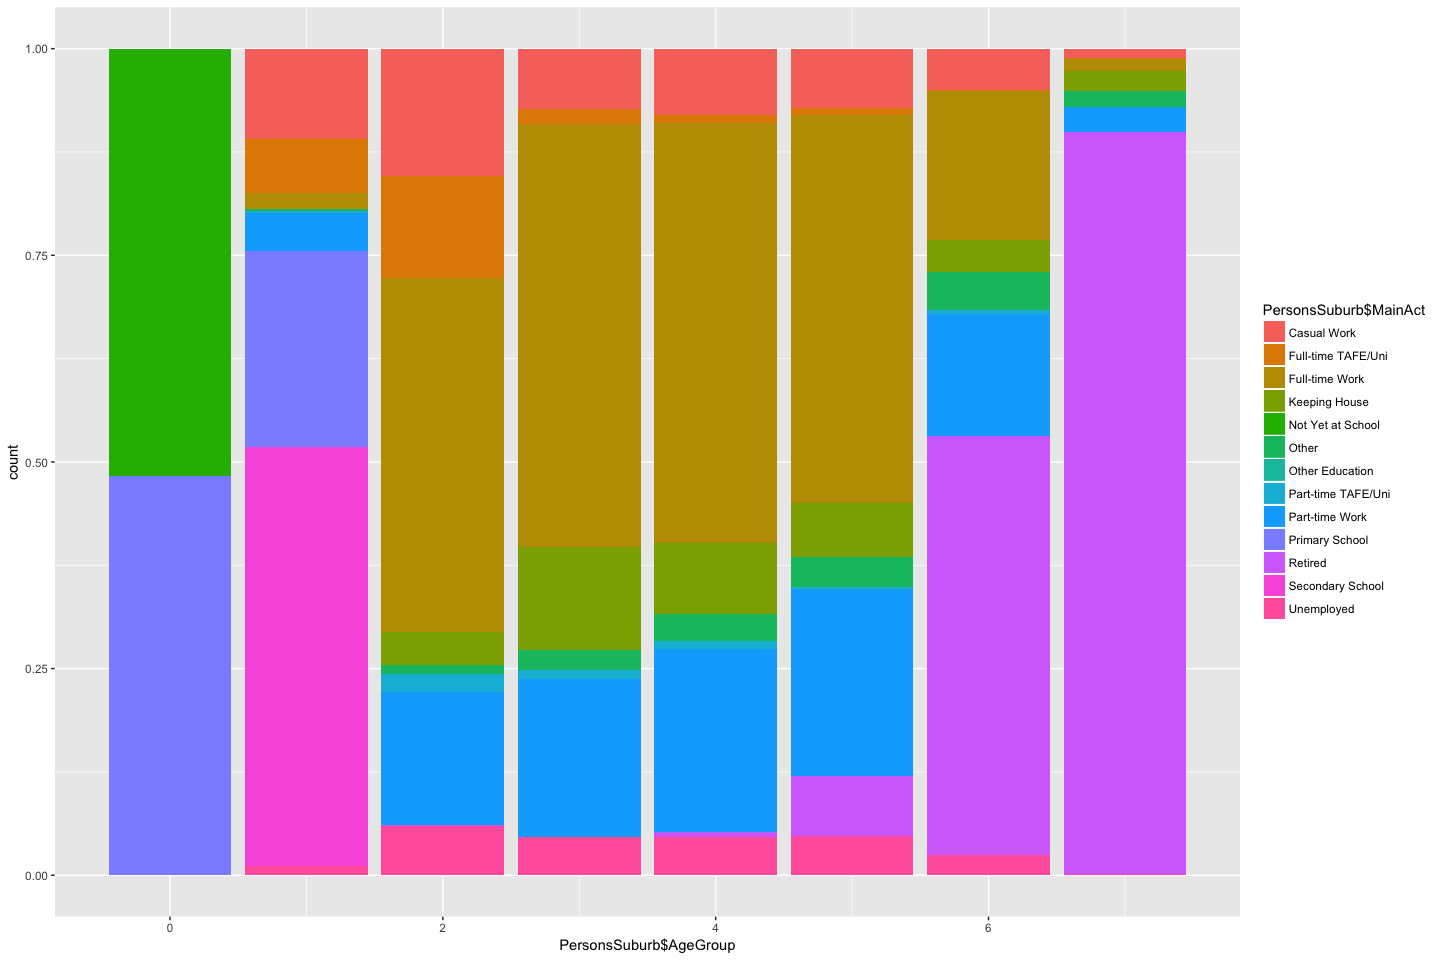 1.00
0.75
0.50
0.25
0.00
count
0
2
4
6
PersonsSuburb$AgeGroup
PersonsSuburb$MainAct
Casual Work
Full-time TAFE/Uni
Full-time Work
Keeping House
Not Yet at School
Other
Other Education
Part-time TAFE/Uni
Part-time Work
Primary School
Retired
Secondary School
Unemployed